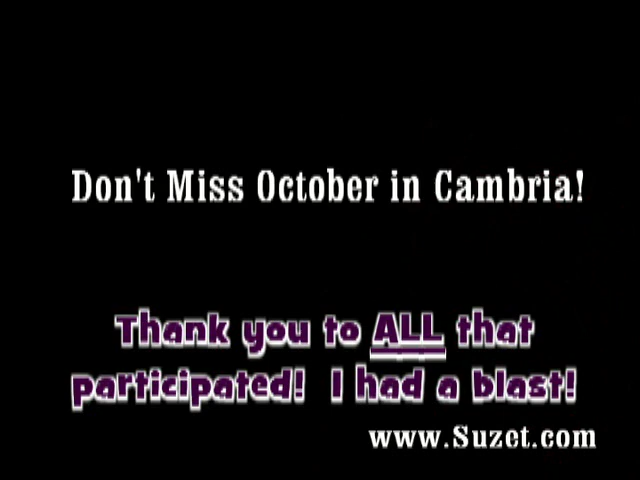 Don't Miss October in Cambria!
Thank you to ALL that
participated! I had a blast!
www.Suzet.com